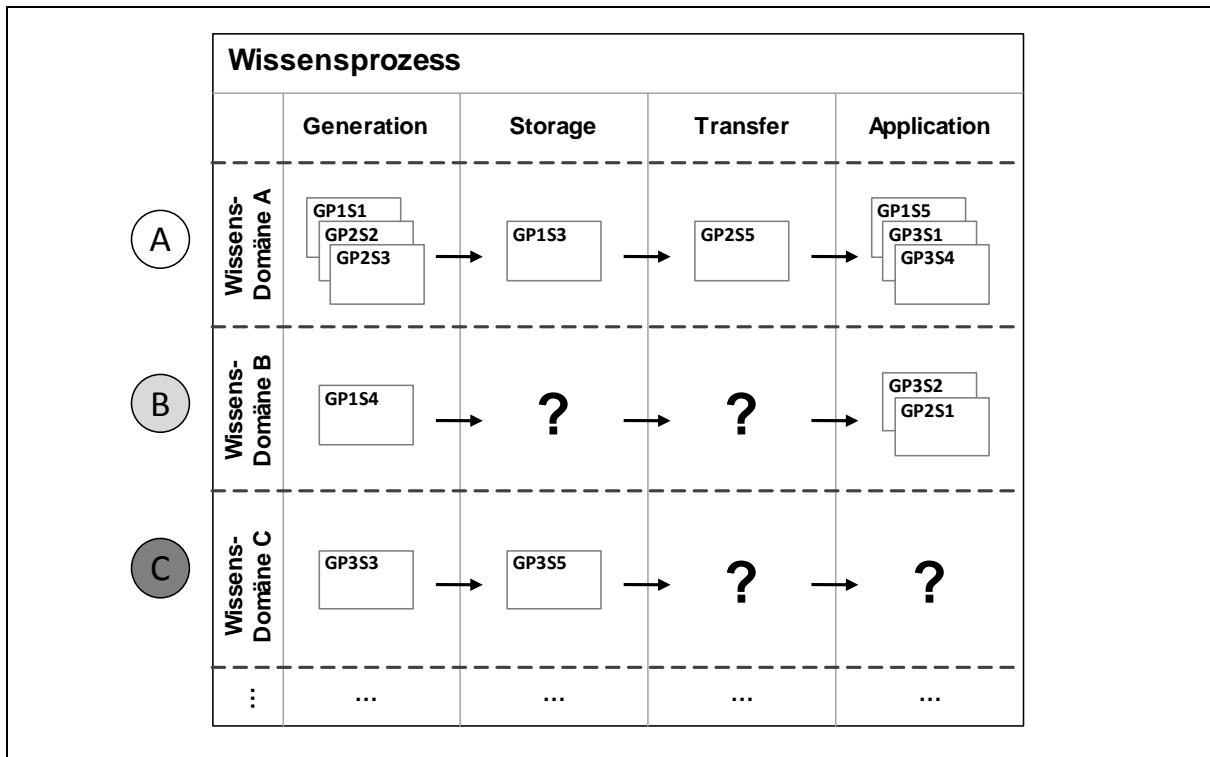 Wissensprozess
Generation
Storage
Transfer
Application
A
Wissens-
Domäne A
GP1S1
GP2S2
GP2S3
GP1S3
GP2S5
GP1S5
GP3S1
GP3S4
B
Wissens-
Domäne B
GP1S4
?
?
GP3S2
GP2S1
C
Wissens-
Domäne C
GP3S3
GP3S5
?
?
...
...
...
...
...